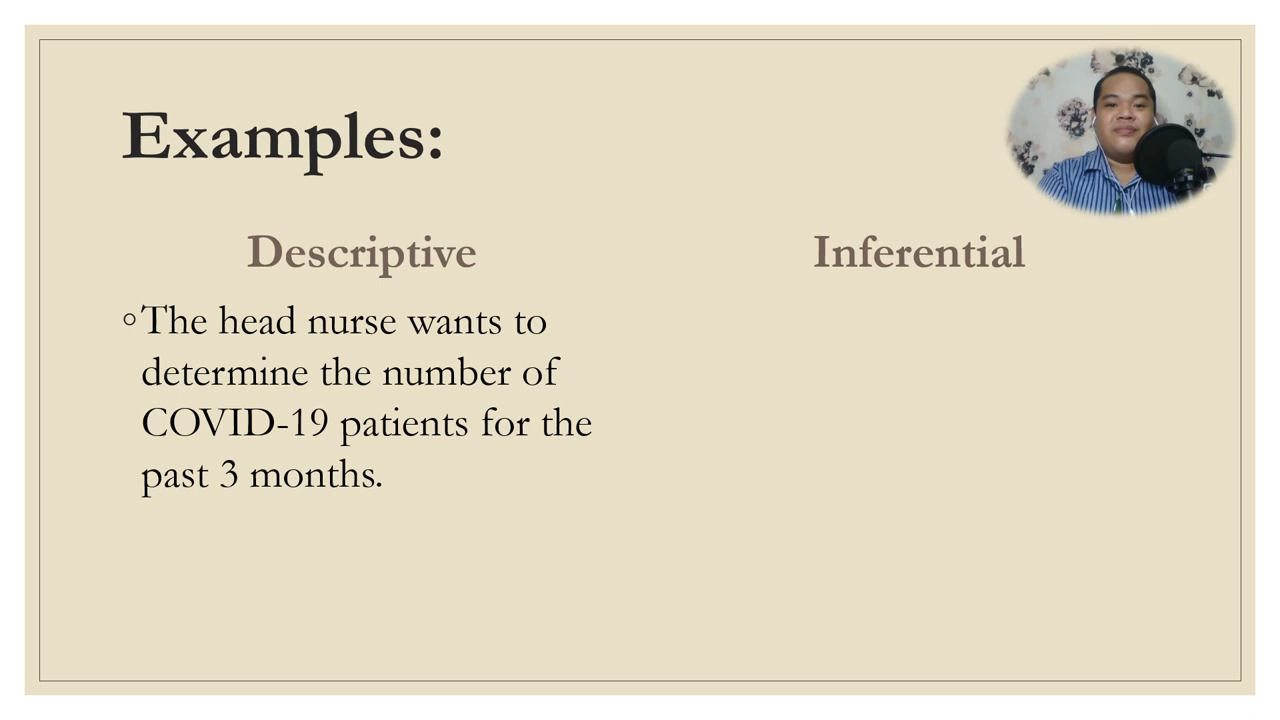 Examples:
Descriptive
◦The head nurse wants to
determine the number of
COVID-19 patients for the
past 3 months.
Inferential